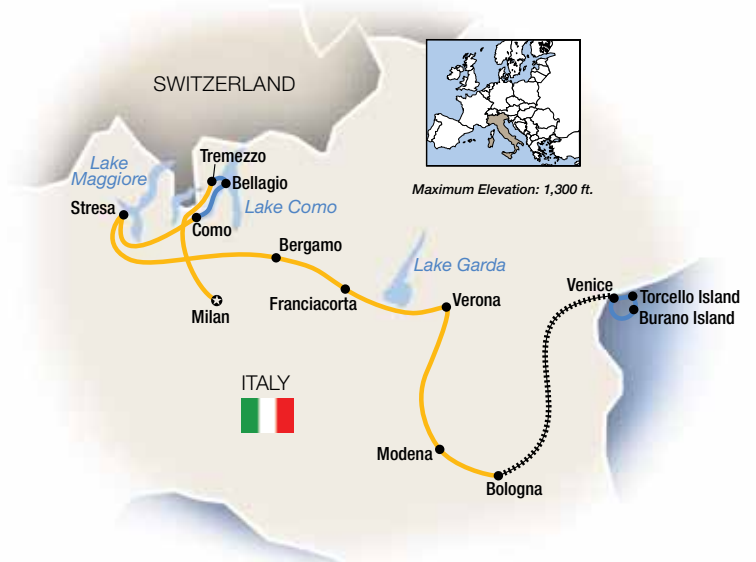 SWITZERLAND
Maximum Elevation: 1,300 ft.
Lake
Maggiore
Tremezzo
Bellagio
Stresa
Lake Como
Como
Bergamo
Lake Garda
Franciacorta
Verona
Milan
Venice
Torcello Island
Burano Island
ITALY
Modena
Bologna